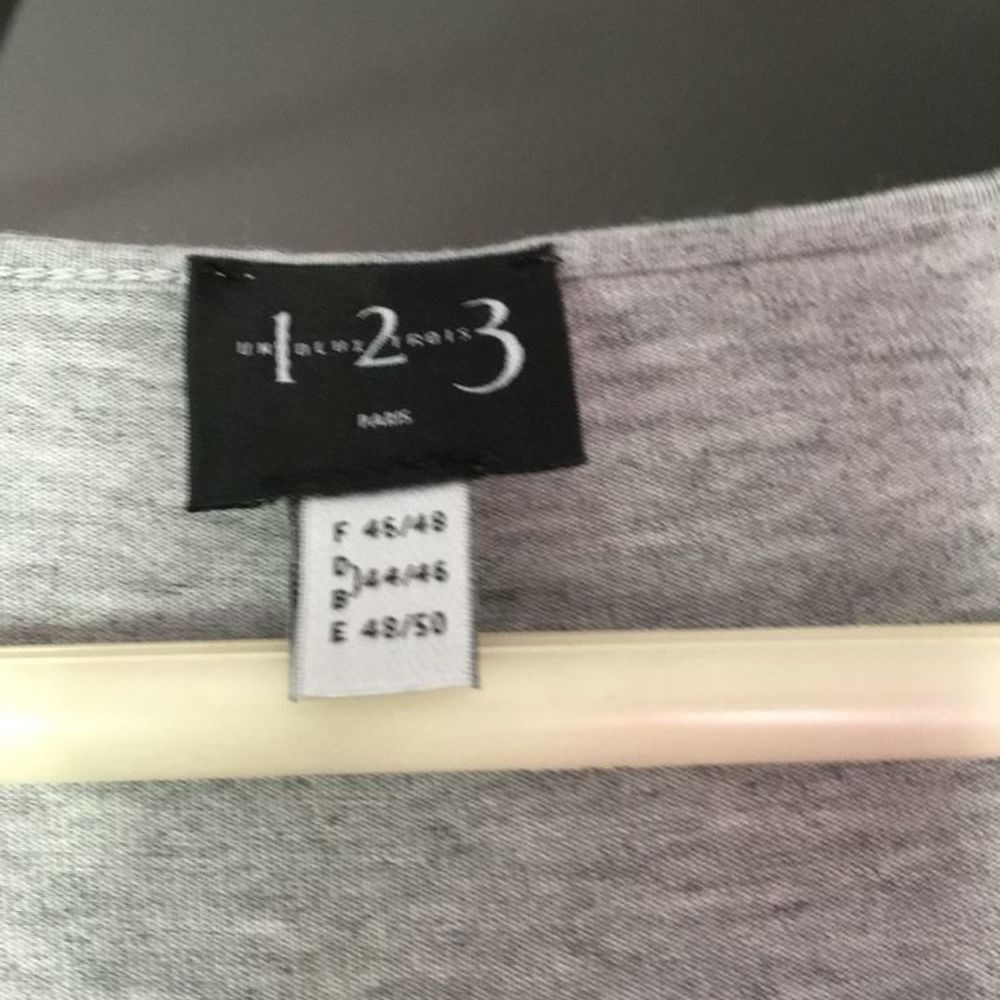 UN 1 DEUX 2 TROIS 3
PARIS
F 46/48
D
B ) 44/46
E 48/50